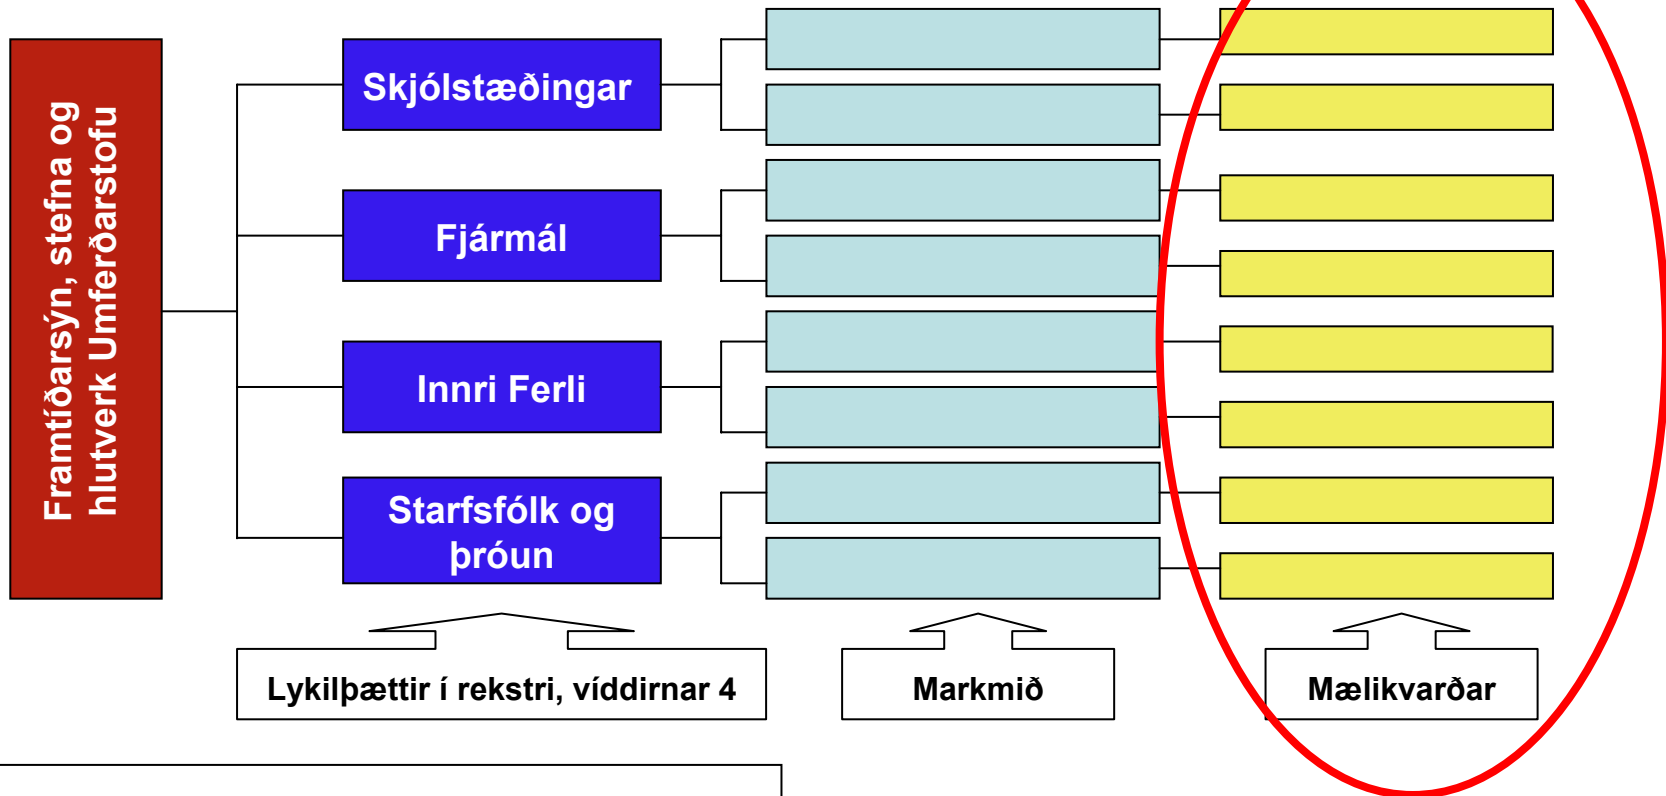 Framtíðarsýn, stefna og
hlutverk Umferðarstofu
Skjólstæðingar
Fjármál
Innri Ferli
Starfsfólk og
þróun
Lykilþættir í rekstri, víddirnar 4
Markmið
Mælikvarðar